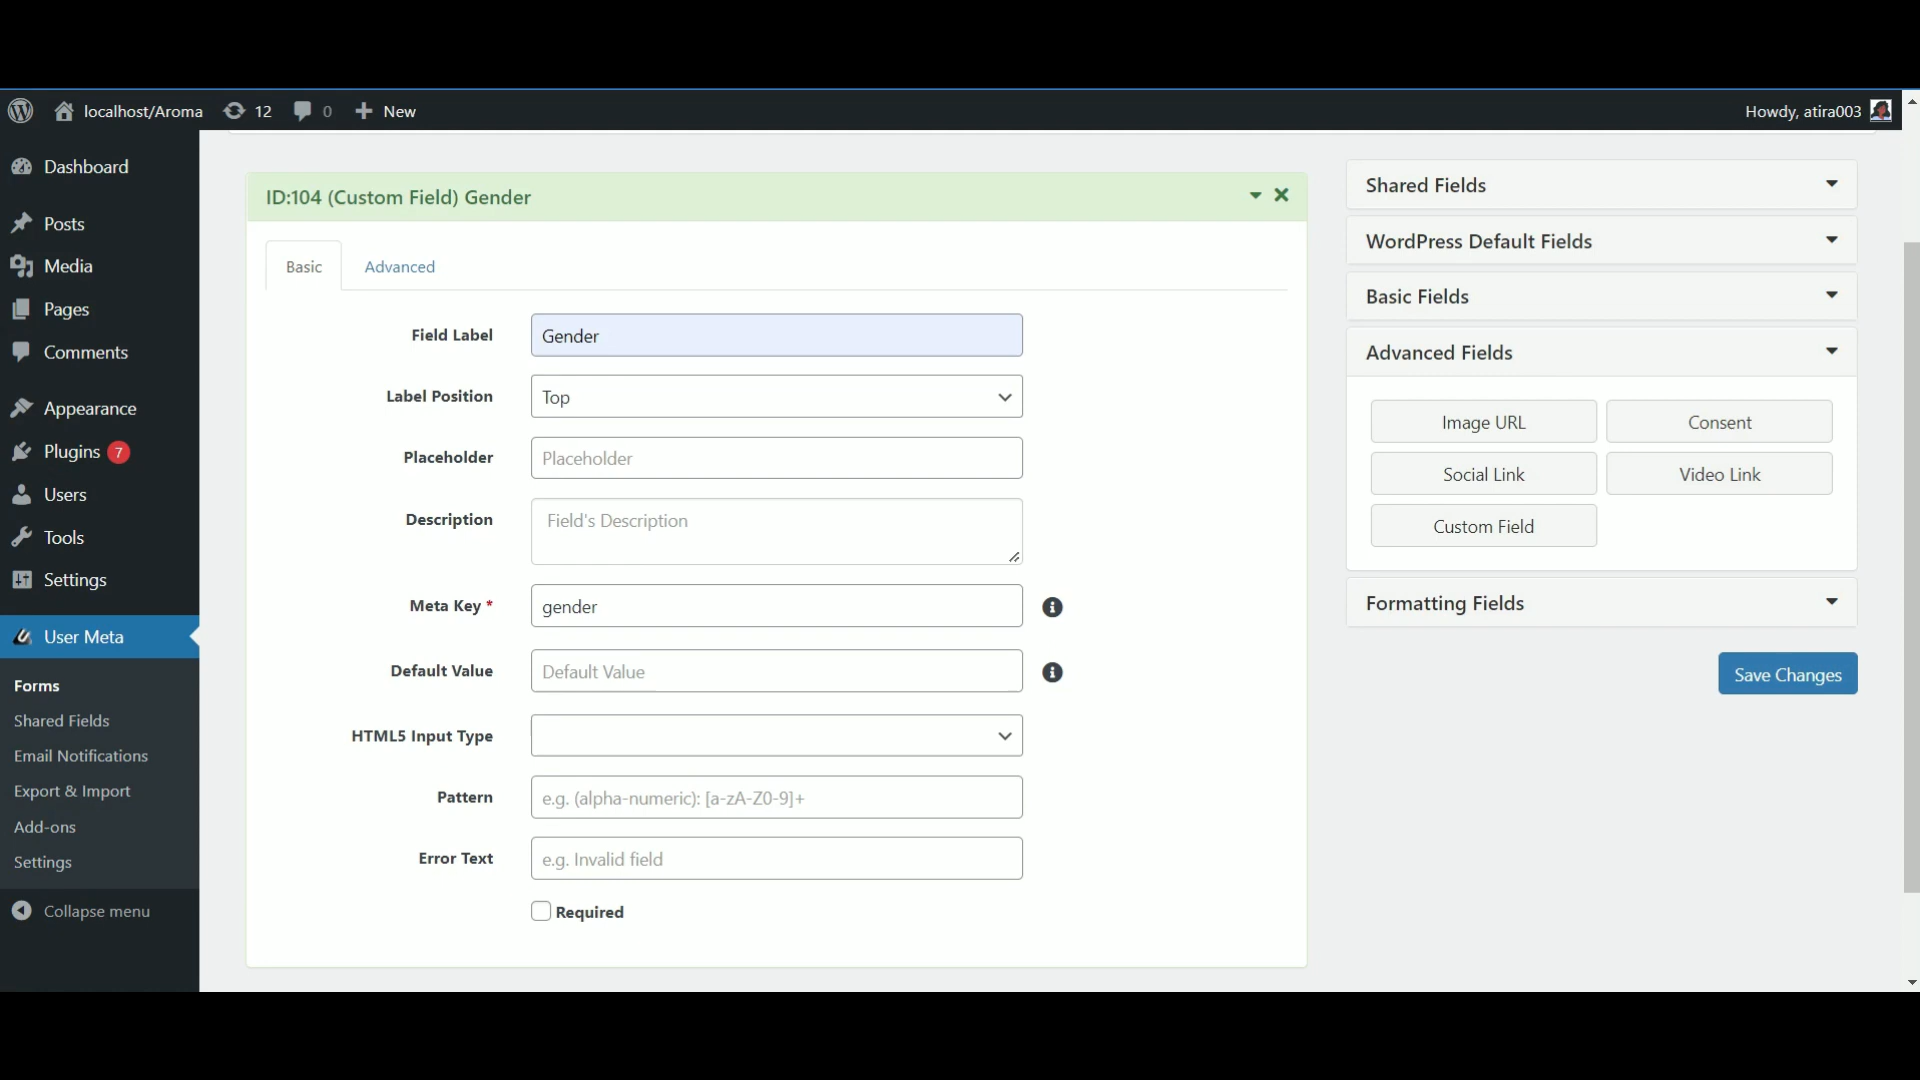 localhost/Aroma 12 0 New Howdy, atira003
Dashboard
Posts
Media
Pages
Comments
Appearance
Plugins 7
Users
Tools
Settings
User Meta
Forms
Shared Fields
Email Notifications
Export & Import
Add-ons
Settings
Collapse menu
ID:104 (Custom Field) Gender
Basic Advanced
Field Label Gender
Label Position Top
Placeholder Placeholder
Description Field's Description
Meta Key * gender
Default Value Default Value
HTML5 Input Type
Pattern e.g. (alpha-numeric): [a-zA-Z0-9]+
Error Text e.g. Invalid field
Required
Shared Fields
WordPress Default Fields
Basic Fields
Advanced Fields
Image URL Consent
Social Link Video Link
Custom Field
Formatting Fields
Save Changes